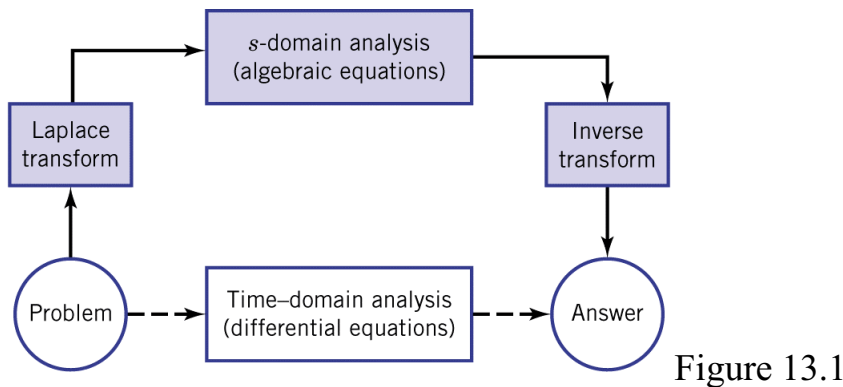 s-domain analysis
(algebraic equations)
Laplace
transform
Inverse
transform
Problem
Time–domain analysis
(differential equations)
Answer
Figure 13.1